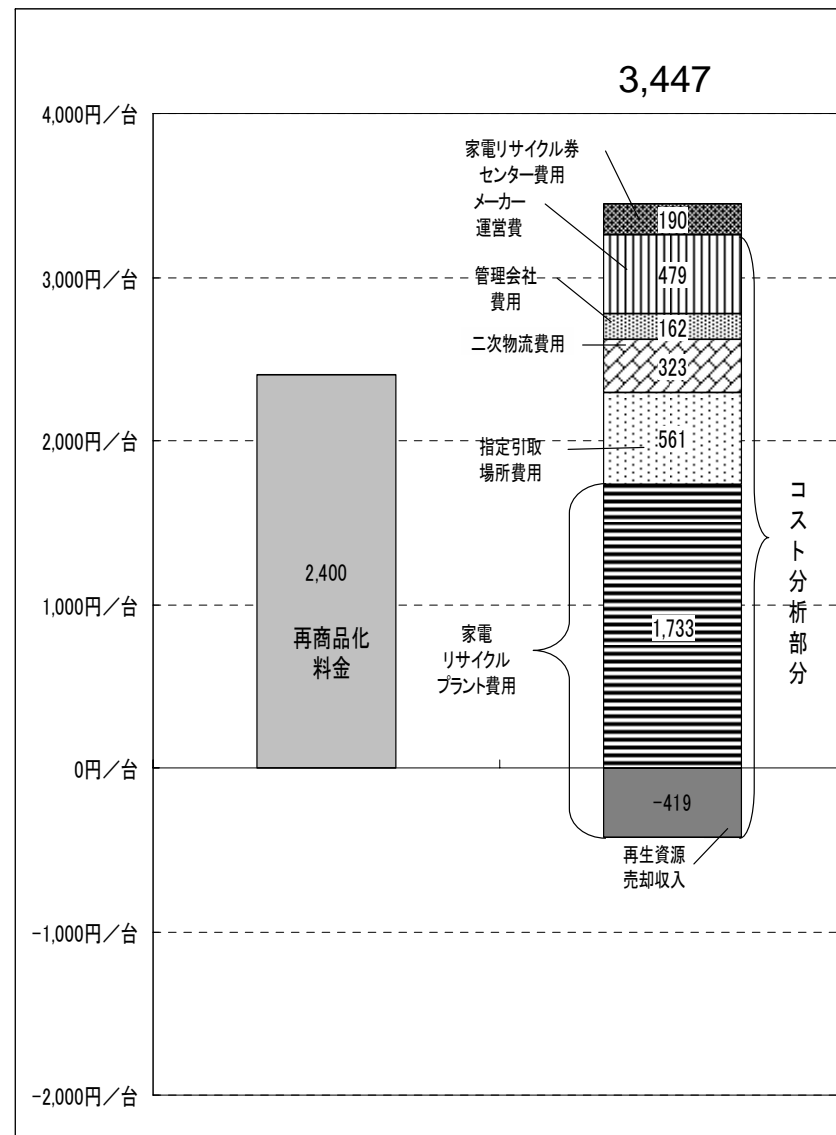 3,447
4,000円／台
3,000円／台
2,000円／台
1,000円／台
0円／台
-1,000円／台
-2,000円／台
2,400
再商品化
料金
家電リサイクル券
センター費用
メーカー
運営費
管理会社
費用
二次物流費用
指定引取
場所費用
家電
リサイクル
プラント費用
190
479
162
323
561
1,733
-419
再生資源
売却収入
コスト分析部分